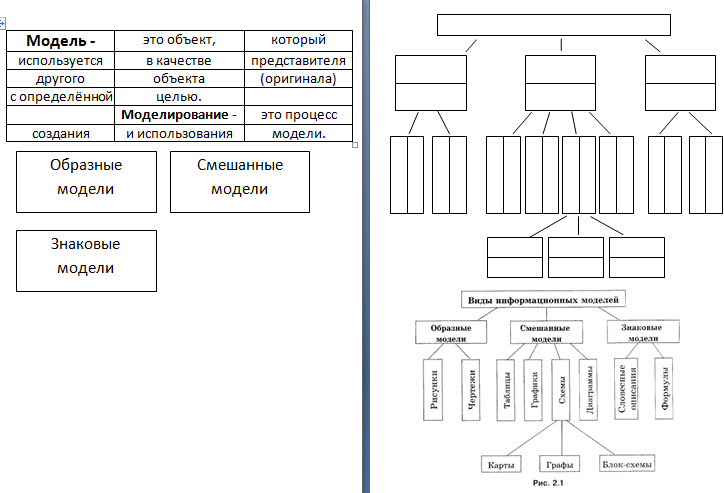 Модель - это объект, который
используется в качестве представителя
другого объекта (оригинала)
с определённой целью.
Моделирование - это процесс
создания и использования модели.
Образные
модели
Смешанные
модели
Знаковые
модели
Виды информационных моделей
Образные
модели
Смешанные
модели
Знаковые
модели
Рисунки
Чертежи
Таблицы
Графики
Схемы
Диаграммы
Словесные
описания
Формулы
Карты
Графы
Блок-схемы
Рис. 2.1